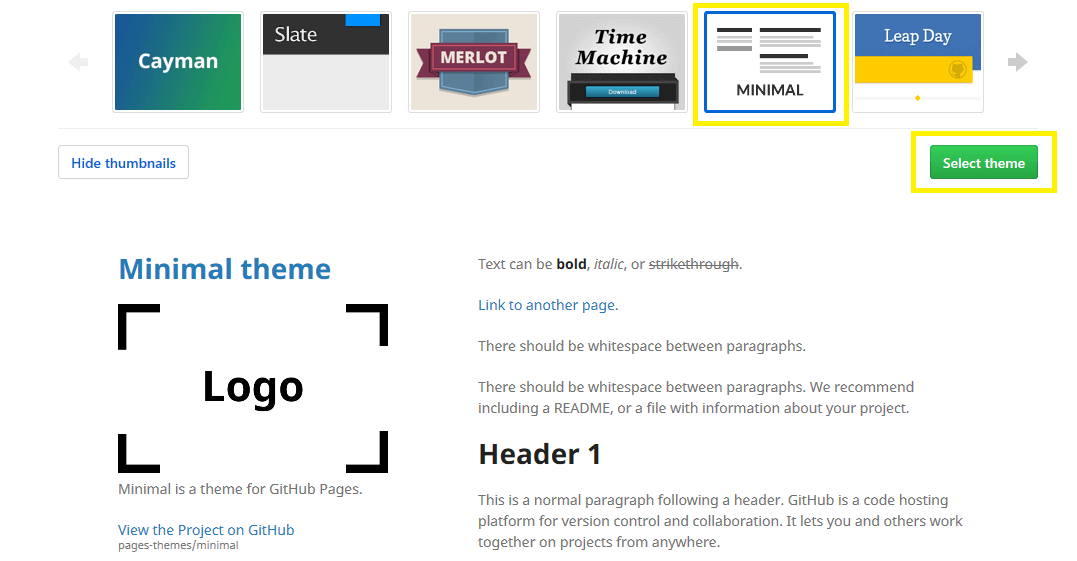 Cayman
Slate
MERLOT
Time
Machine
Download
MINIMAL
Leap Day
Hide thumbnails
Select theme
Minimal theme
Logo
Minimal is a theme for GitHub Pages.
View the Project on GitHub
pages-themes/minimal
Text can be bold, italic, or strikethrough.
Link to another page.
There should be whitespace between paragraphs.
There should be whitespace between paragraphs. We recommend
including a README, or a file with information about your project.
Header 1
This is a normal paragraph following a header. GitHub is a code hosting
platform for version control and collaboration. It lets you and others work
together on projects from anywhere.